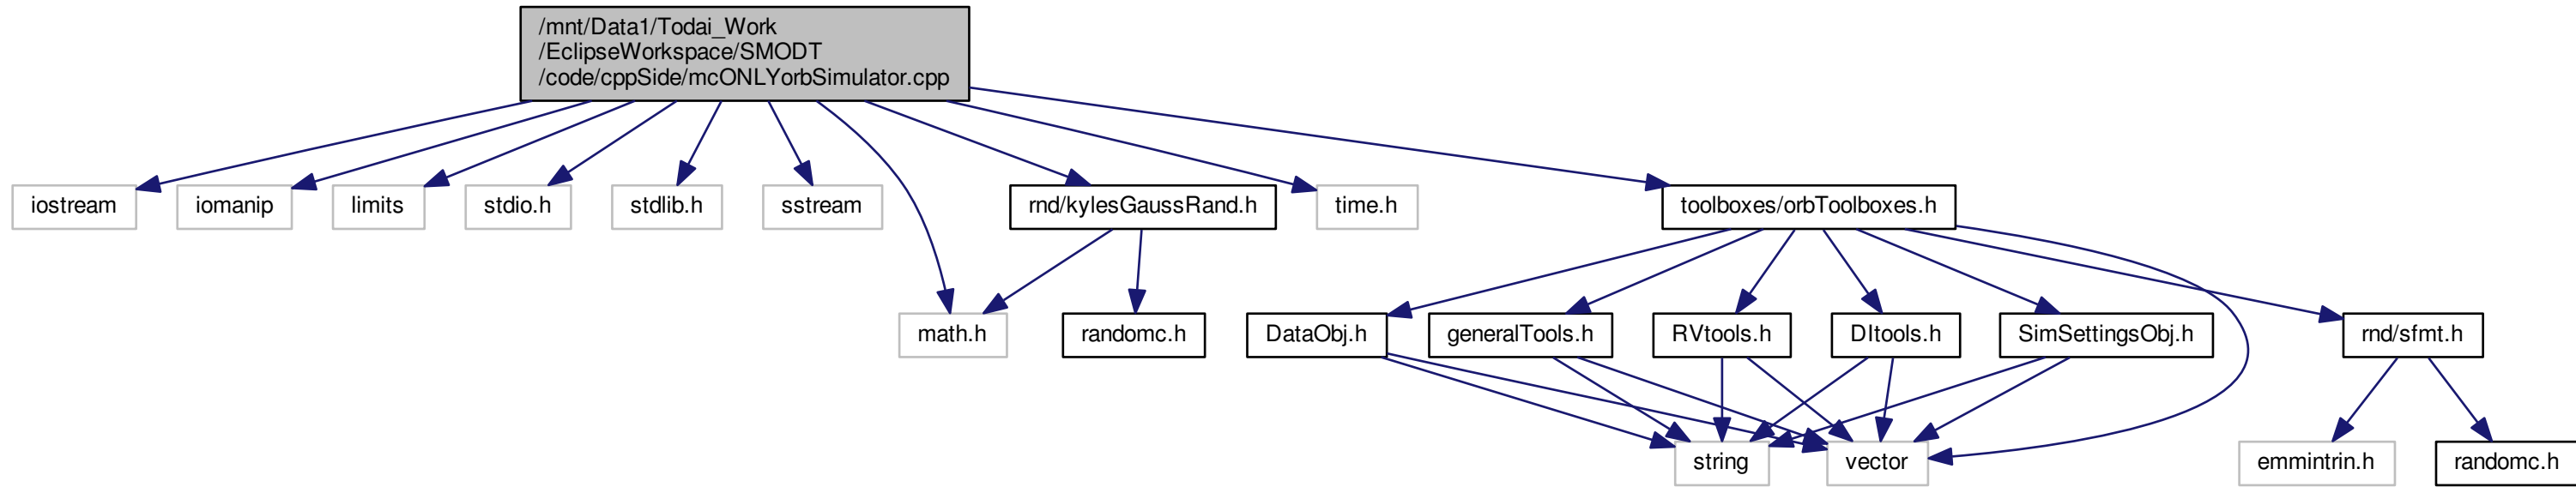 /mnt/Data1/Todai_Work
/EclipseWorkspace/SMODT
/code/cppSide/mcONLYorbSimulator.cpp
iostream
iomanip
limits
stdio.h
stdlib.h
sstream
rnd/kylesGaussRand.h
time.h
toolboxes/orbToolboxes.h
math.h
randomc.h
DataObj.h
generalTools.h
RVtools.h
DItools.h
SimSettingsObj.h
rnd/sfmt.h
string
vector
emmintrin.h
randomc.h